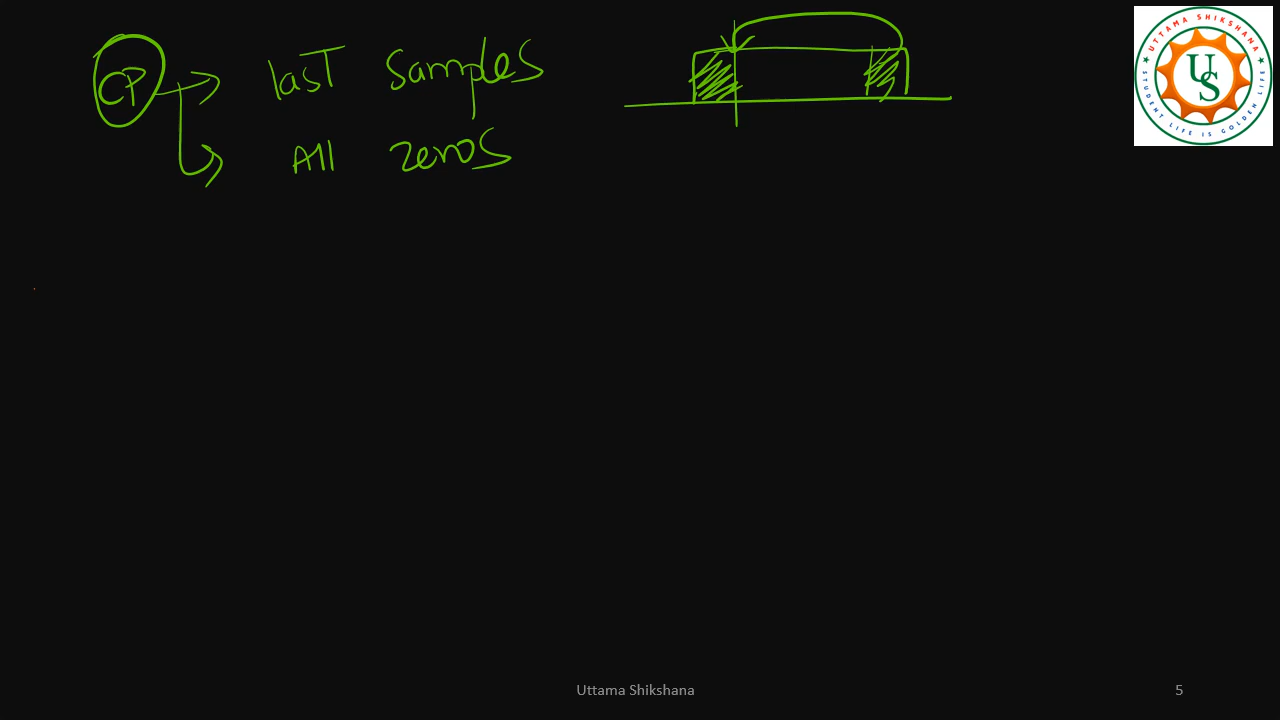 CP → last samples
All zeros
UTTAMA SHIKSHANA
US
STUDENT LIFE IS GOLDEN LIFE
Uttama Shikshana
5